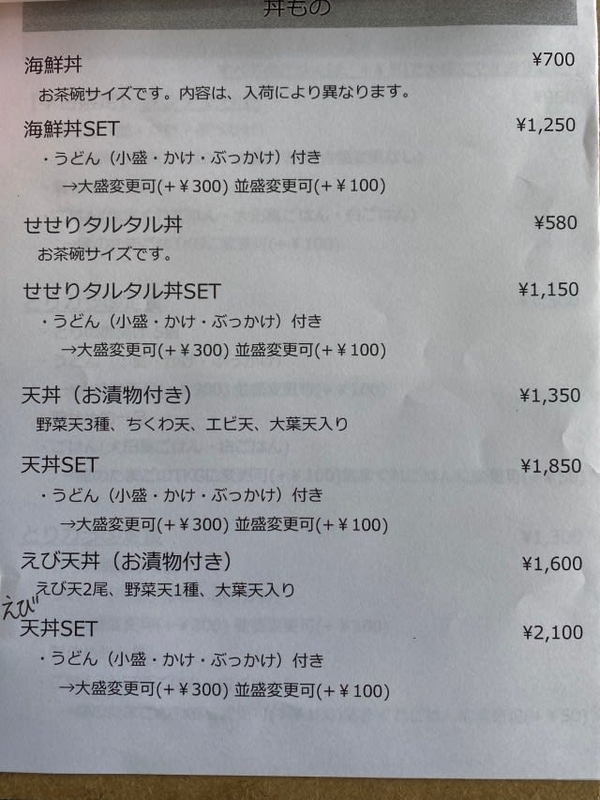 丼もの
海鮮丼 ¥700
お茶碗サイズです。内容は、入荷により異なります。
海鮮丼SET ¥1,250
・うどん（小盛・かけ・ぶっかけ）付き
→大盛変更可(+￥300) 並盛変更可(+￥100)
せせりタルタル丼 ¥580
お茶碗サイズです。
せせりタルタル丼SET ¥1,150
・うどん（小盛・かけ・ぶっかけ）付き
→大盛変更可(+￥300) 並盛変更可(+￥100)
天丼（お漬物付き） ¥1,350
野菜天3種、ちくわ天、エビ天、大葉天入り
天丼SET ¥1,850
・うどん（小盛・かけ・ぶっかけ）付き
→大盛変更可(+￥300) 並盛変更可(+￥100)
えび天丼（お漬物付き） ¥1,600
えび天2尾、野菜天1種、大葉天入り
えび
天丼SET ¥2,100
・うどん（小盛・かけ・ぶっかけ）付き
→大盛変更可(+￥300) 並盛変更可(+￥100)